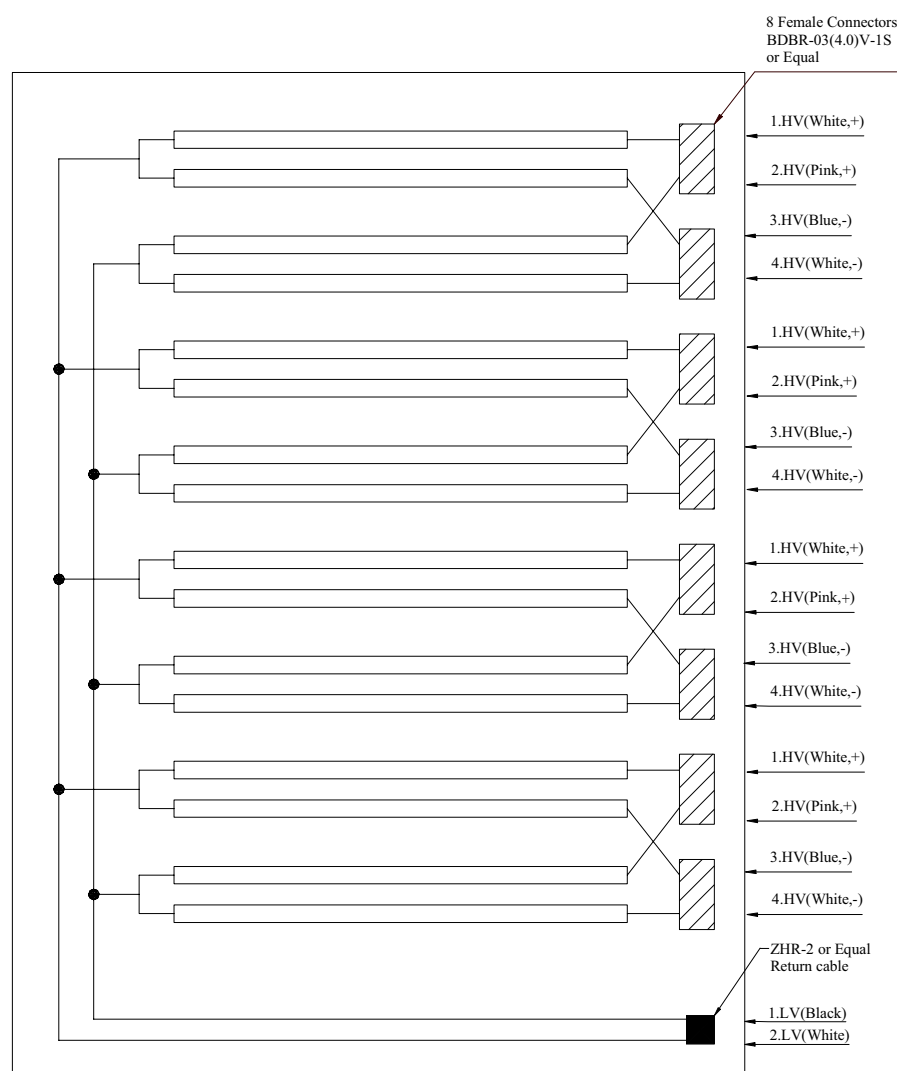 8 Female Connectors
BDBR-03(4.0)V-1S
or Equal
1.HV(White,+)
2.HV(Pink,+)
3.HV(Blue,-)
4.HV(White,-)
1.HV(White,+)
2.HV(Pink,+)
3.HV(Blue,-)
4.HV(White,-)
1.HV(White,+)
2.HV(Pink,+)
3.HV(Blue,-)
4.HV(White,-)
1.HV(White,+)
2.HV(Pink,+)
3.HV(Blue,-)
4.HV(White,-)
ZHR-2 or Equal
Return cable
1.LV(Black)
2.LV(White)